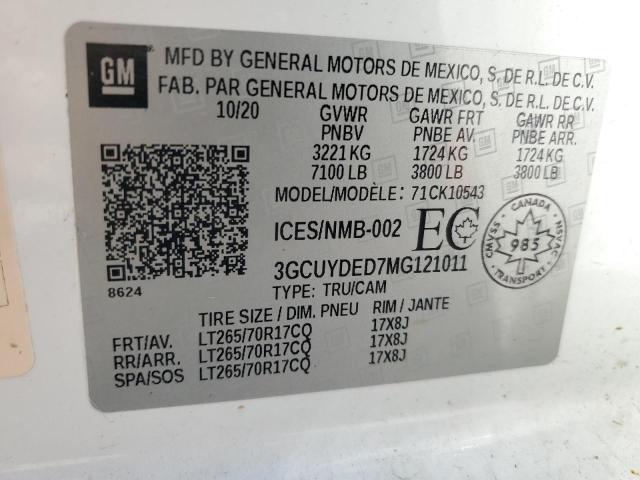 GM
MFD BY GENERAL MOTORS DE MEXICO, S. DE R.L. DE C.V.
FAB. PAR GENERAL MOTORS DE MEXICO, S. DE R.L. DE C.V.
10/20 GVWR GAWR FRT GAWR RR
PNBV PNBE AV. PNBE ARR.
3221 KG 1724 KG 1724 KG
7100 LB 3800 LB 3800 LB
MODEL/MODÈLE: 71CK10543
ICES/NMB-002 EC
CANADA
CMVSS 985 NSVAC
3GCUYDED7MG121011
8624
TYPE: TRU/CAM
TIRE SIZE / DIM. PNEU RIM / JANTE
FRT/AV. LT265/70R17CQ 17X8J
RR/ARR. LT265/70R17CQ 17X8J
SPA/SOS LT265/70R17CQ 17X8J